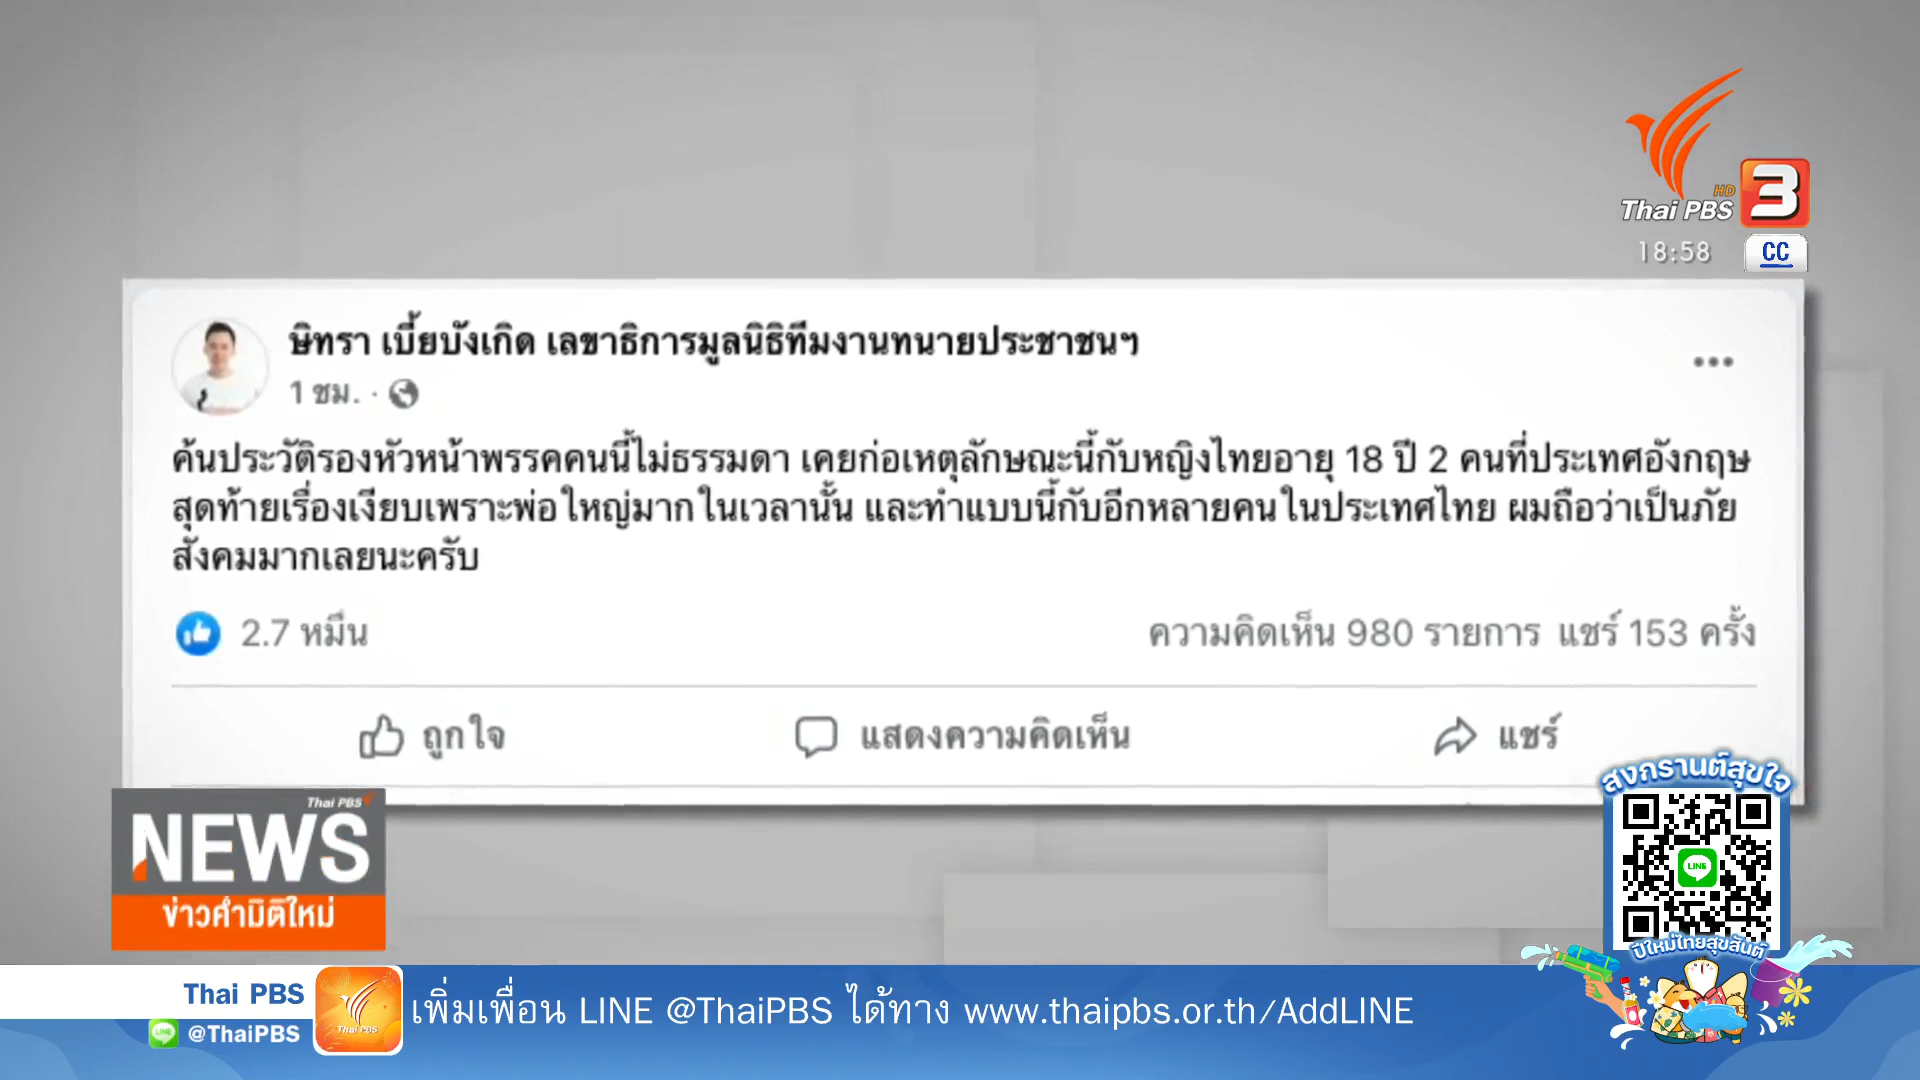 Thai PBS
HD
3
18:58
CC
ษิทรา เบี้ยบังเกิด เลขาธิการมูลนิธิทีมงานทนายประชาชนฯ
1 ชม. ·
ค้นประวัติรองหัวหน้าพรรคคนนี้ไม่ธรรมดา เคยก่อเหตุลักษณะนี้กับหญิงไทยอายุ 18 ปี 2 คนที่ประเทศอังกฤษ
สุดท้ายเรื่องเงียบเพราะพ่อใหญ่มากในเวลานั้น และทำแบบนี้กับอีกหลายคนในประเทศไทย ผมถือว่าเป็นภัย
สังคมมากเลยนะครับ
2.7 หมื่น
ความคิดเห็น 980 รายการ แชร์ 153 ครั้ง
ถูกใจ
แสดงความคิดเห็น
แชร์
สงกรานต์สุขใจ
LINE
ปีใหม่ไทยสุขสันต์
Thai PBS
NEWS
ข่าวค่ำมิติใหม่
Thai PBS
LINE @ThaiPBS
Thai PBS
เพิ่มเพื่อน LINE @ThaiPBS ได้ทาง www.thaipbs.or.th/AddLINE